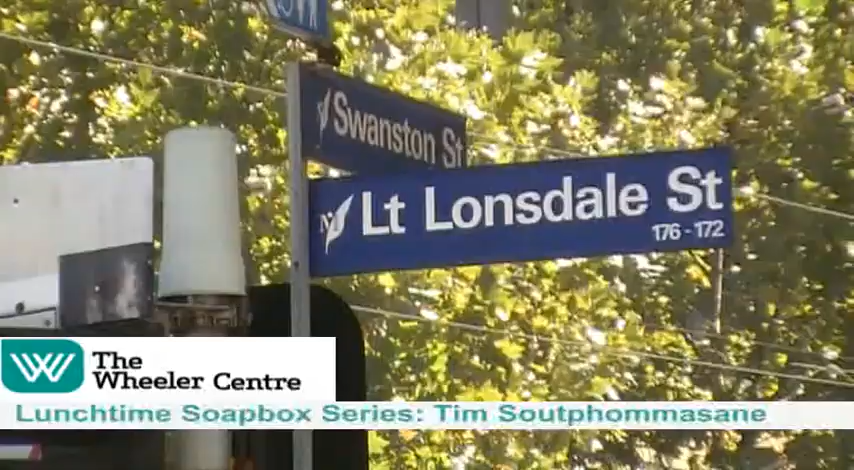 Swanston St
Lt Lonsdale St
176 - 172
N
The
Wheeler Centre
Lunchtime Soapbox Series: Tim Soutphommasane